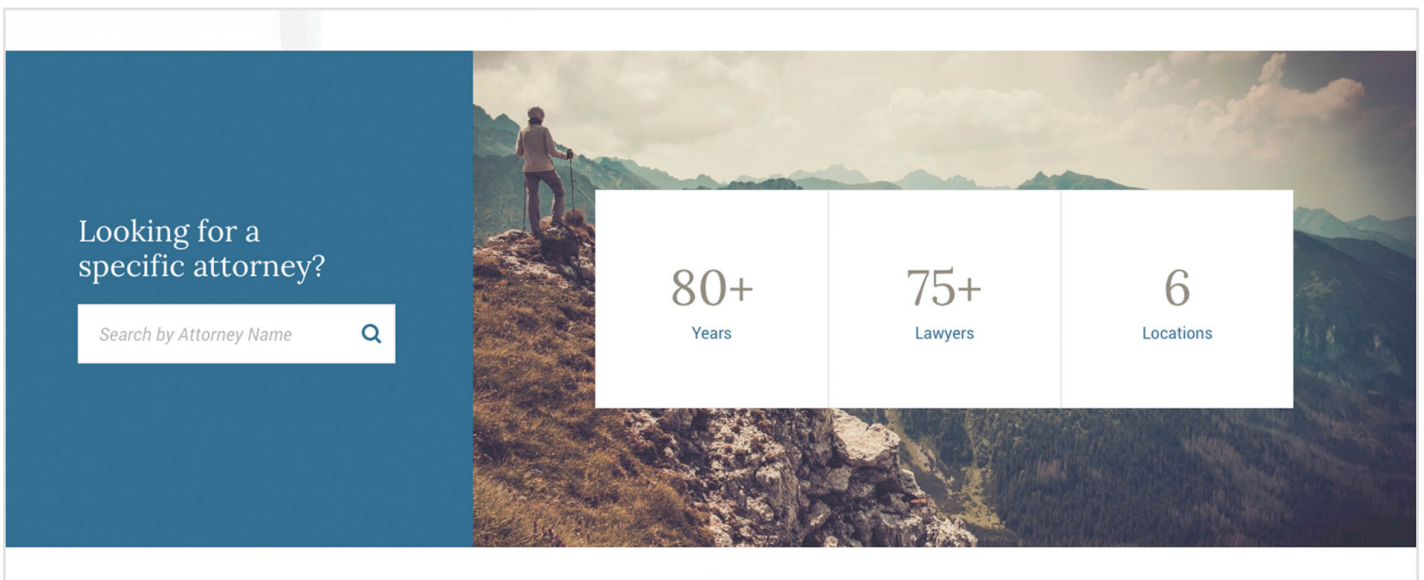 Looking for a
specific attorney?
Search by Attorney Name
80+
Years
75+
Lawyers
6
Locations